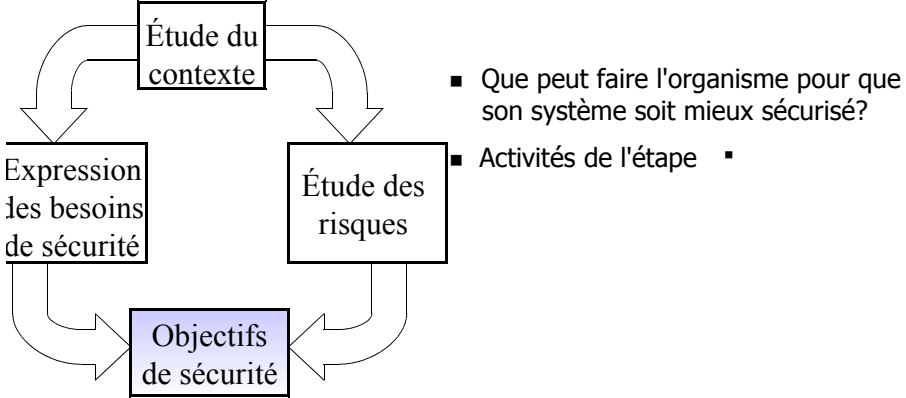 Étude du
contexte
Expression
des besoins
de sécurité
Étude des
risques
Objectifs
de sécurité
▪ Que peut faire l'organisme pour que
son système soit mieux sécurisé?
▪ Activités de l'étape ▪